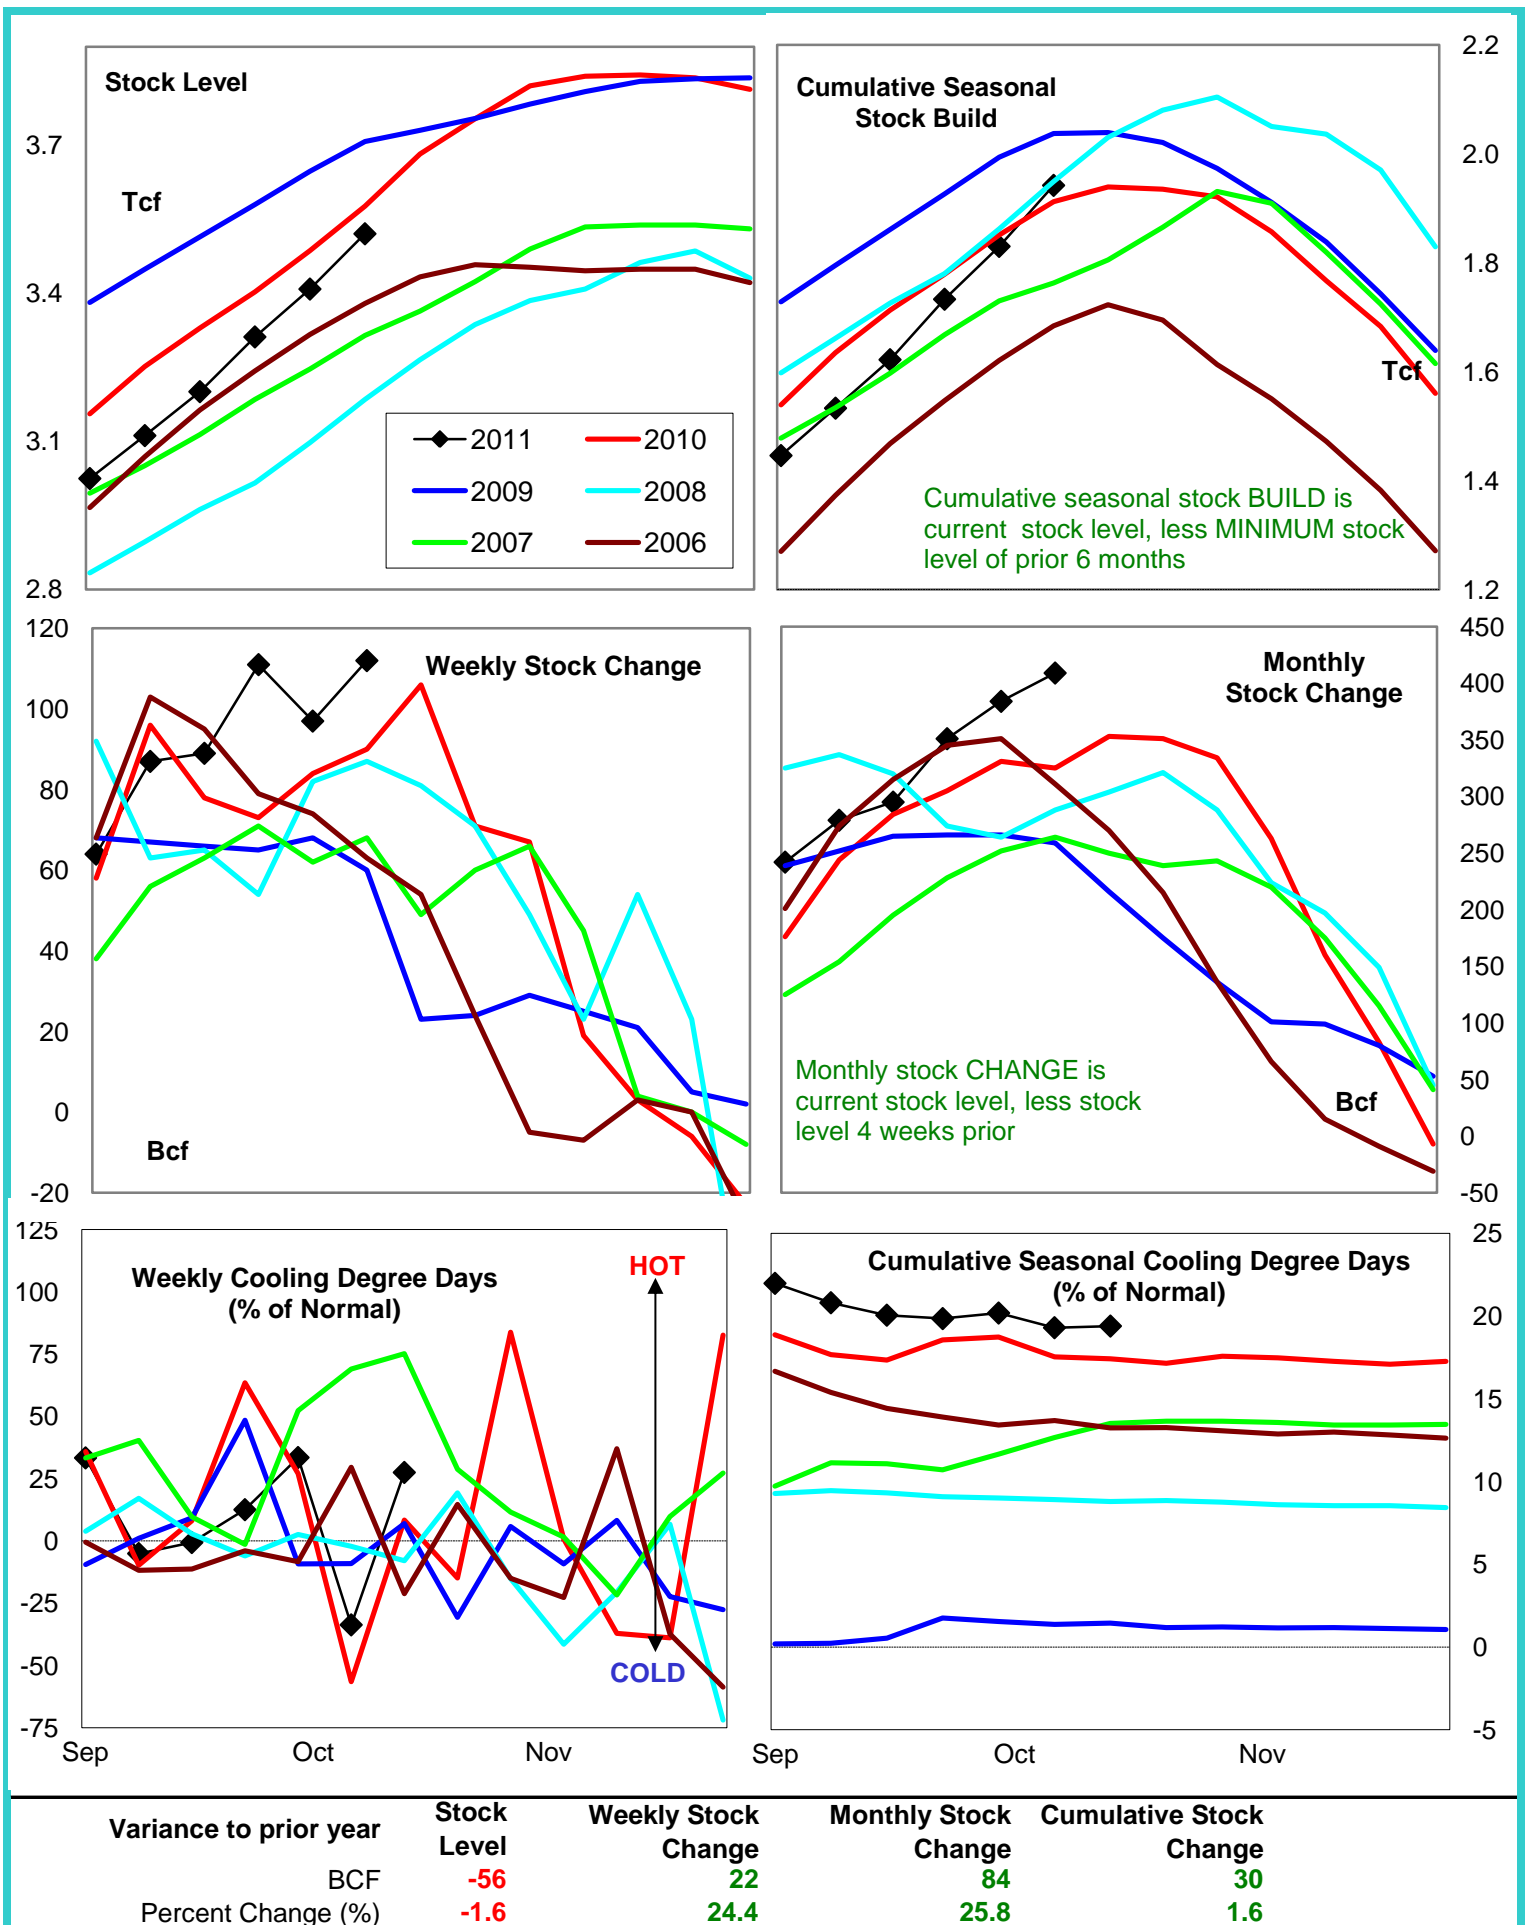 Stock Level
Tcf
3.7
3.4
3.1
2.8
2011
2010
2009
2008
2007
2006
Cumulative Seasonal
Stock Build
2.2
2.0
1.8
1.6
1.4
1.2
Tcf
Cumulative seasonal stock BUILD is
current stock level, less MINIMUM stock
level of prior 6 months
120
100
80
60
40
20
0
-20
Weekly Stock Change
Bcf
Monthly
Stock Change
450
400
350
300
250
200
150
100
50
0
-50
Monthly stock CHANGE is
current stock level, less stock
level 4 weeks prior
Bcf
125
100
75
50
25
0
-25
-50
-75
Weekly Cooling Degree Days
(% of Normal)
HOT
COLD
Sep Oct Nov
Cumulative Seasonal Cooling Degree Days
(% of Normal)
25
20
15
10
5
0
-5
Sep Oct Nov
Variance to prior year Stock Level Weekly Stock Change Monthly Stock Change Cumulative Stock Change
BCF -56 22 84 30
Percent Change (%) -1.6 24.4 25.8 1.6